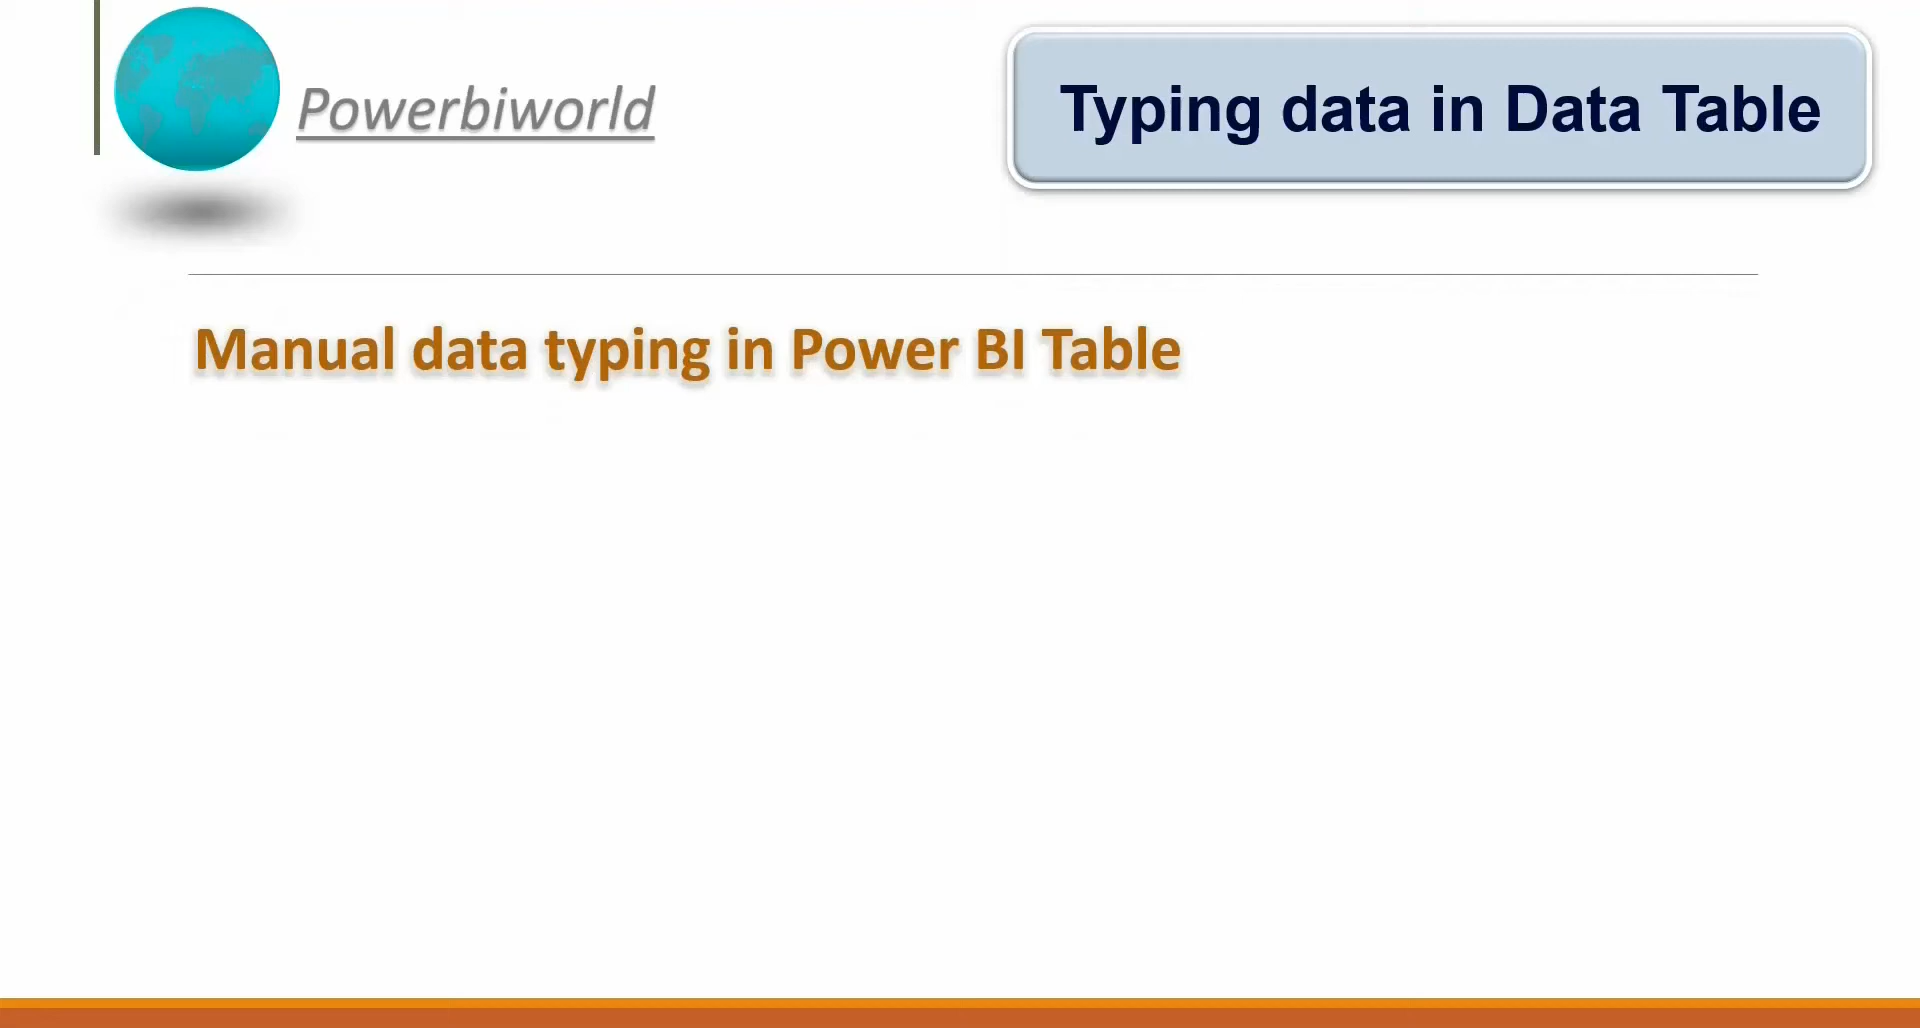 Powerbiworld
Typing data in Data Table
Manual data typing in Power BI Table